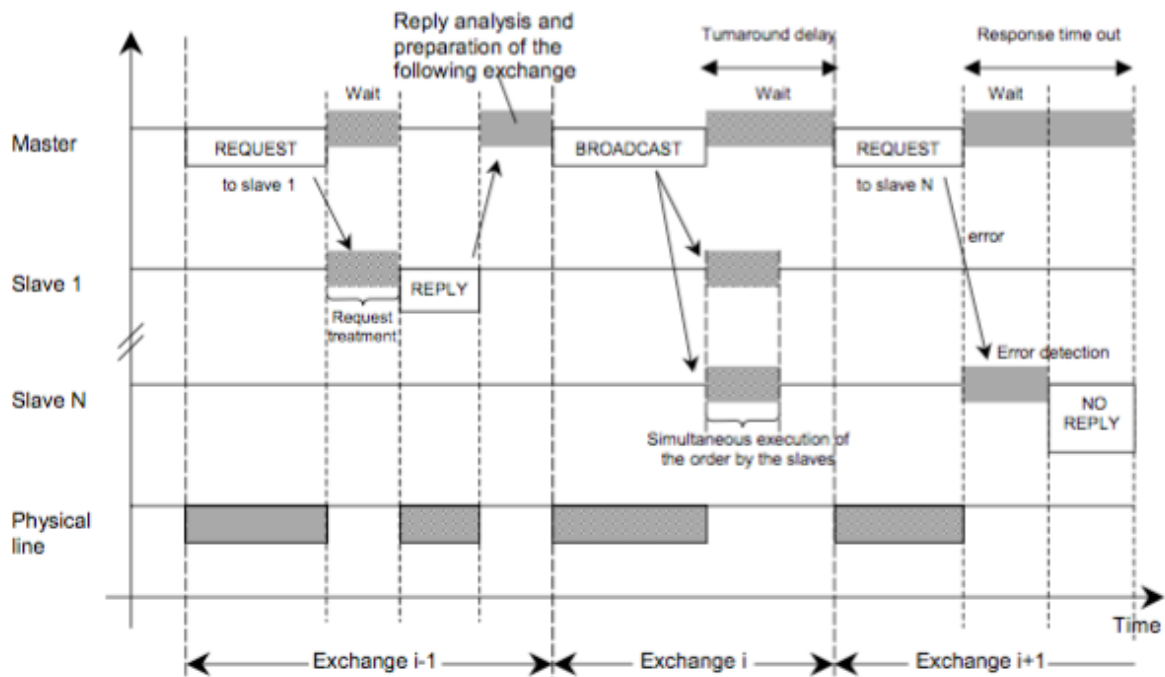 Reply analysis and
preparation of the
following exchange
Turnaround delay
Response time out
Wait
Wait
Wait
Master
REQUEST
BROADCAST
REQUEST
to slave 1
to slave N
error
Slave 1
REPLY
Request
treatment
Error detection
Slave N
NO
REPLY
Simultaneous execution of
the order by the slaves
Physical
line
Time
Exchange i-1
Exchange i
Exchange i+1